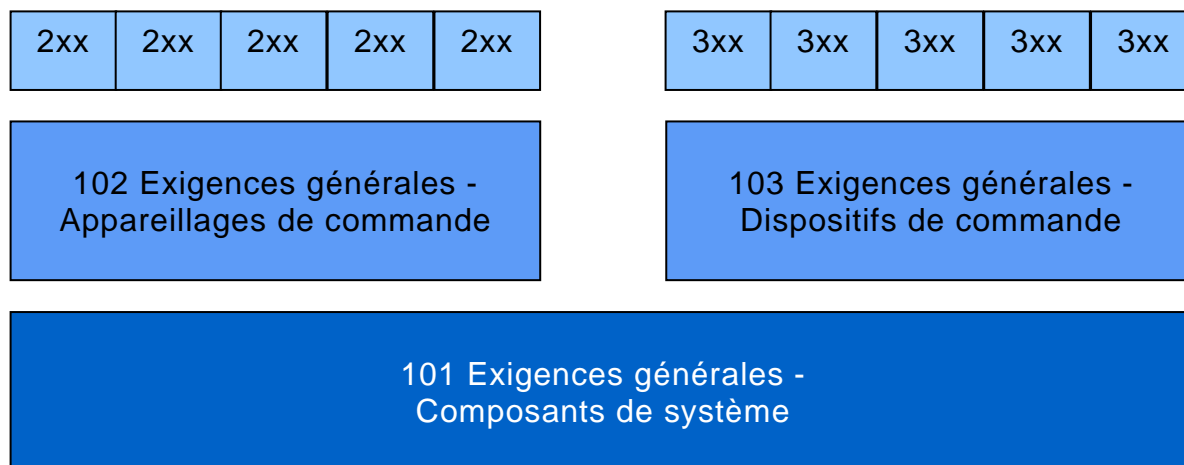 2xx 2xx 2xx 2xx 2xx 3xx 3xx 3xx 3xx 3xx
102 Exigences générales -
Appareillages de commande
103 Exigences générales -
Dispositifs de commande
101 Exigences générales -
Composants de système